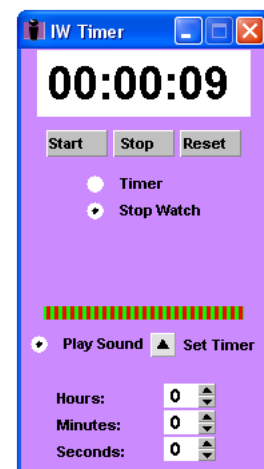 IW Timer
00:00:09
Start Stop Reset
Timer
Stop Watch
Play Sound Set Timer
Hours: 0
Minutes: 0
Seconds: 0